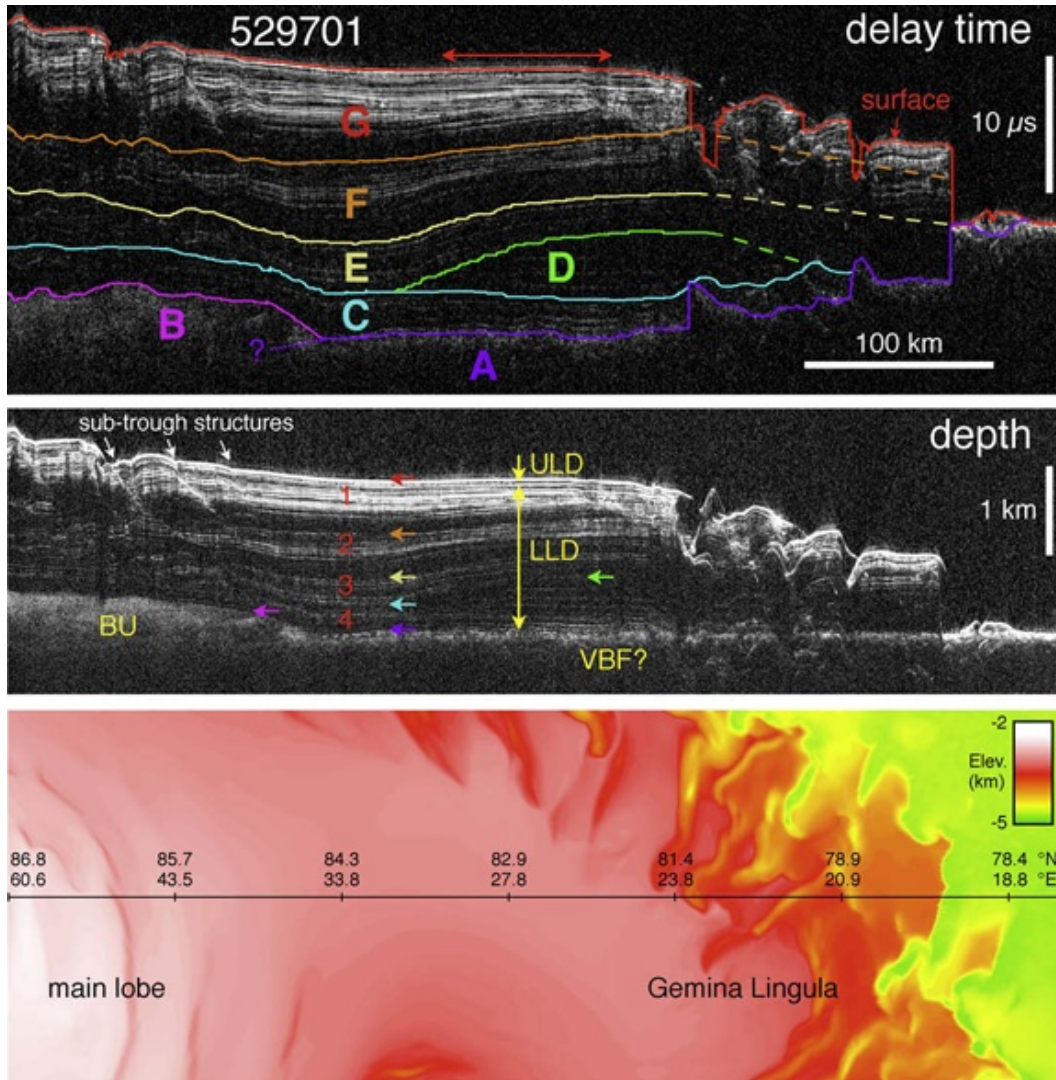 529701
delay time
G
surface
10 µs
F
E
D
B
C
?
A
100 km
sub-trough structures
depth
ULD
1
1 km
2
LLD
3
4
BU
VBF?
-2
Elev.
(km)
-5
86.8 85.7 84.3 82.9 81.4 78.9 78.4 °N
60.6 43.5 33.8 27.8 23.8 20.9 18.8 °E
main lobe
Gemina Lingula